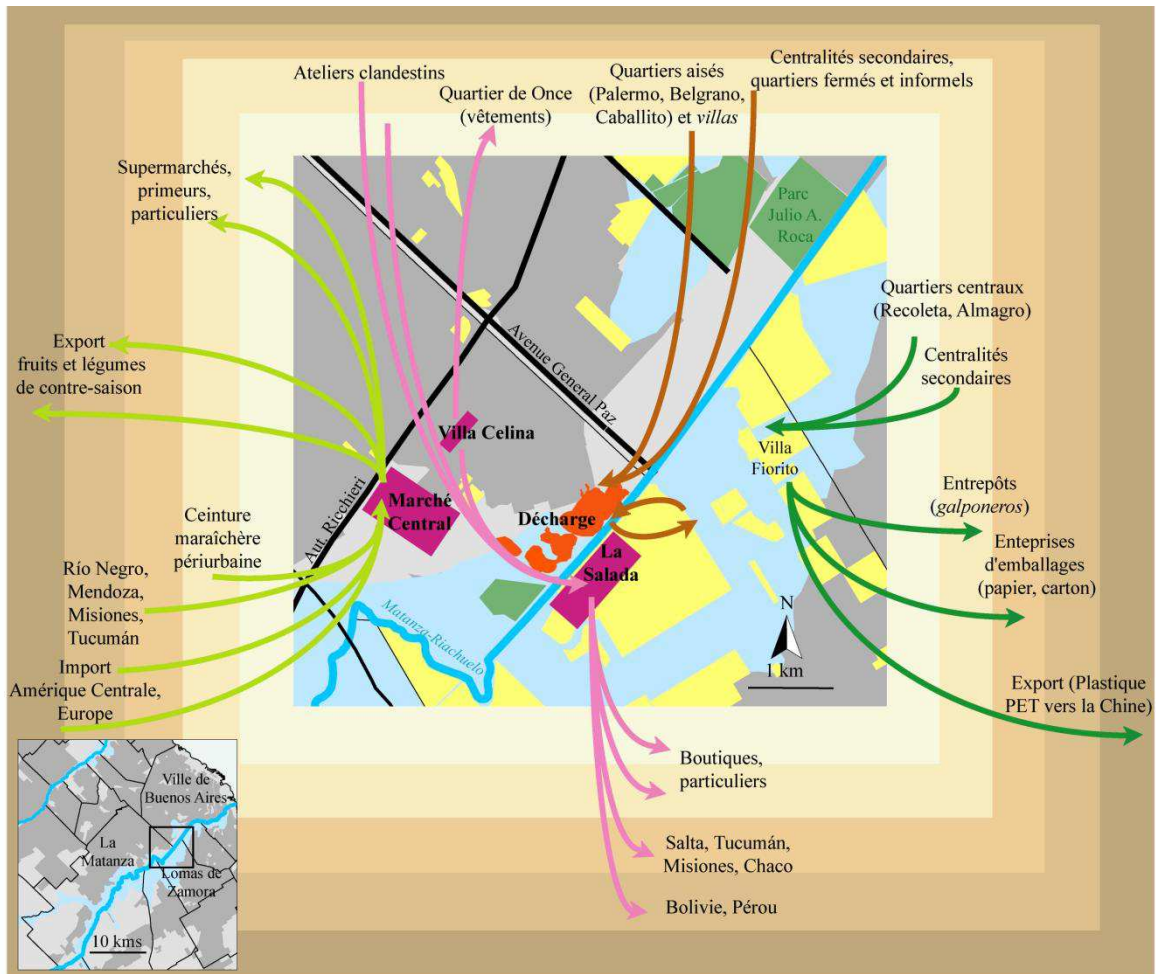 Ateliers clandestins
Quartier de Once
(vêtements)
Quartiers aisés
(Palermo, Belgrano,
Caballito) et villas
Centralités secondaires,
quartiers fermés et informels
Supermarchés,
primeurs,
particuliers
Parc
Julio A.
Roca
Quartiers centraux
(Recoleta, Almagro)
Export
fruits et légumes
de contre-saison
Avenue General Paz
Centralités
secondaires
Villa Celina
Villa
Fiorito
Aut. Ricchieri
Marché
Central
Décharge
La
Salada
Entrepôts
(galponeros)
Ceinture
maraîchère
périurbaine
Enteprises
d'emballages
(papier, carton)
Río Negro,
Mendoza,
Misiones,
Tucumán
Matanza-Riachuelo
N
1 km
Import
Amérique Centrale,
Europe
Export (Plastique
PET vers la Chine)
Boutiques,
particuliers
Salta, Tucumán,
Misiones, Chaco
Bolivie, Pérou
Ville de
Buenos Aires
La
Matanza
Lomas de
Zamora
10 kms